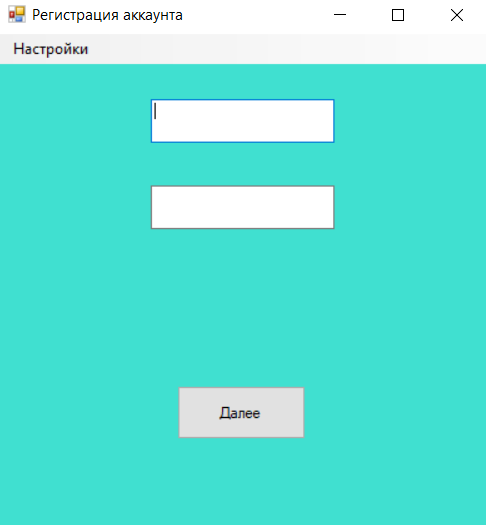 Регистрация аккаунта
Настройки
Далее